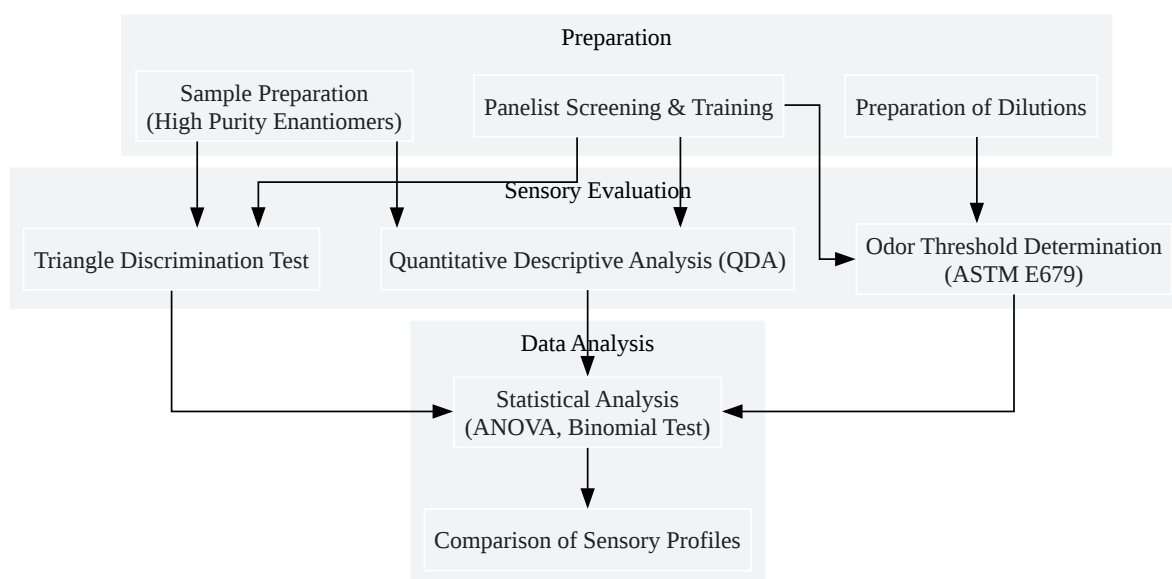 Preparation
Sample Preparation
(High Purity Enantiomers)
Panelist Screening & Training
Preparation of Dilutions
Sensory Evaluation
Triangle Discrimination Test
Quantitative Descriptive Analysis (QDA)
Odor Threshold Determination
(ASTM E679)
Data Analysis
Statistical Analysis
(ANOVA, Binomial Test)
Comparison of Sensory Profiles